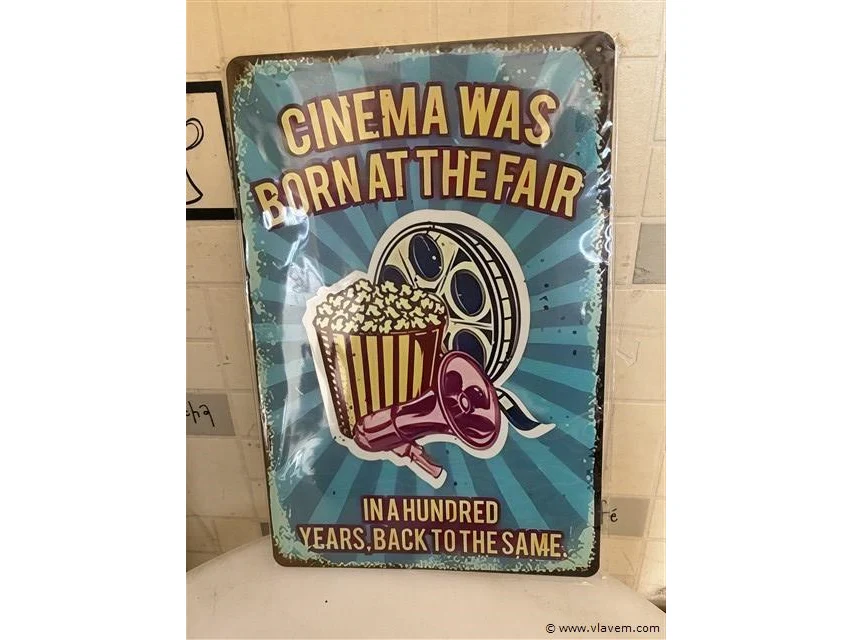 CINEMA WAS
BORN AT THE FAIR
IN A HUNDRED
YEARS, BACK TO THE SAME.
© www.vlavem.com